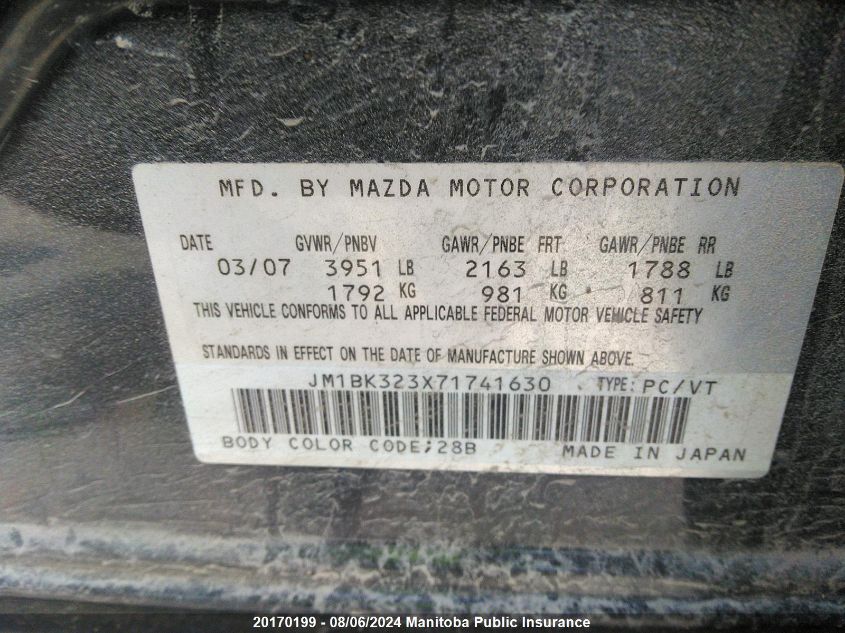 MFD. BY MAZDA MOTOR CORPORATION
DATE GVWR/PNBV GAWR/PNBE FRT GAWR/PNBE RR
03/07 3951 LB 2163 LB 1788 LB
1792 KG 981 KG 811 KG
THIS VEHICLE CONFORMS TO ALL APPLICABLE FEDERAL MOTOR VEHICLE SAFETY
STANDARDS IN EFFECT ON THE DATE OF MANUFACTURE SHOWN ABOVE.
JM1BK323X71741630 TYPE: PC/VT
BODY COLOR CODE;28B MADE IN JAPAN
20170199 - 08/06/2024 Manitoba Public Insurance